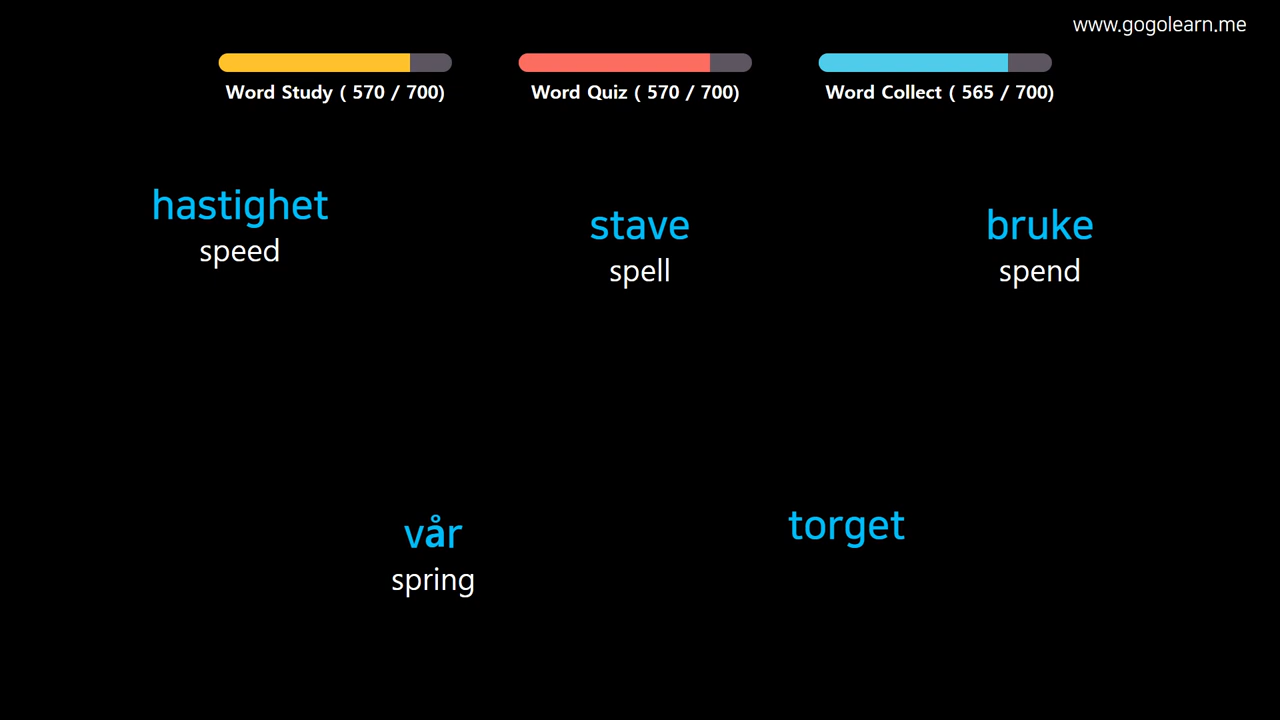 www.gogolearn.me
Word Study ( 570 / 700)
Word Quiz ( 570 / 700)
Word Collect ( 565 / 700)
hastighet
speed
stave
spell
bruke
spend
vår
spring
torget